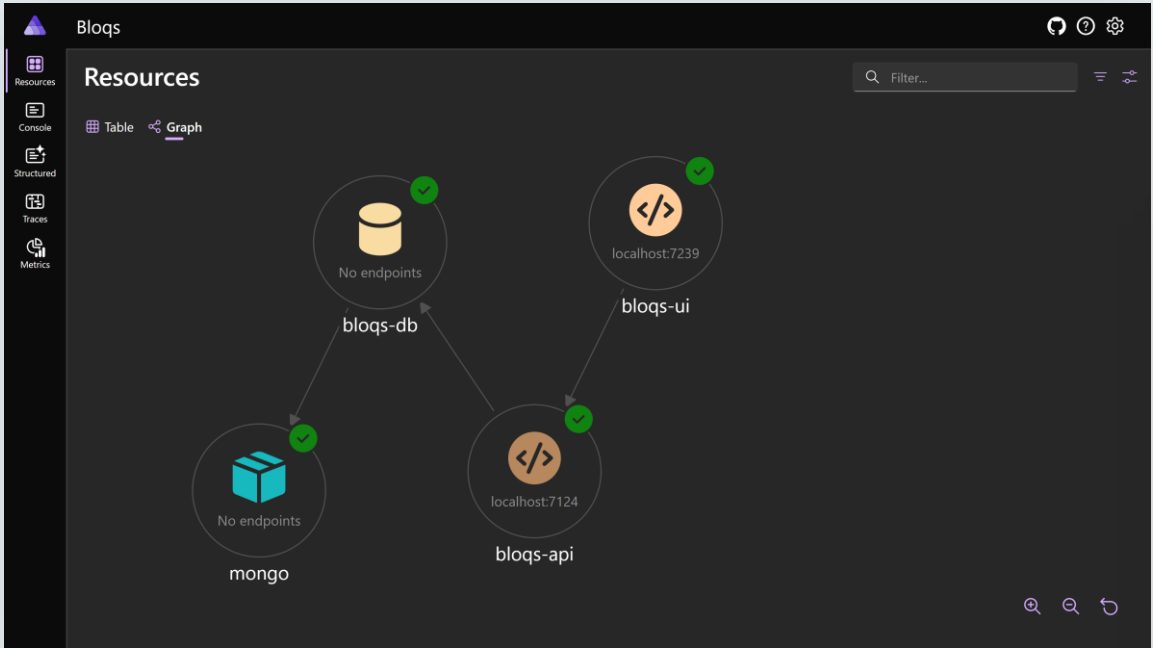 Bloqs
Resources
Console
Structured
Traces
Metrics
Resources
Filter...
Table
Graph
No endpoints
bloqs-db
localhost:7239
bloqs-ui
No endpoints
mongo
localhost:7124
bloqs-api